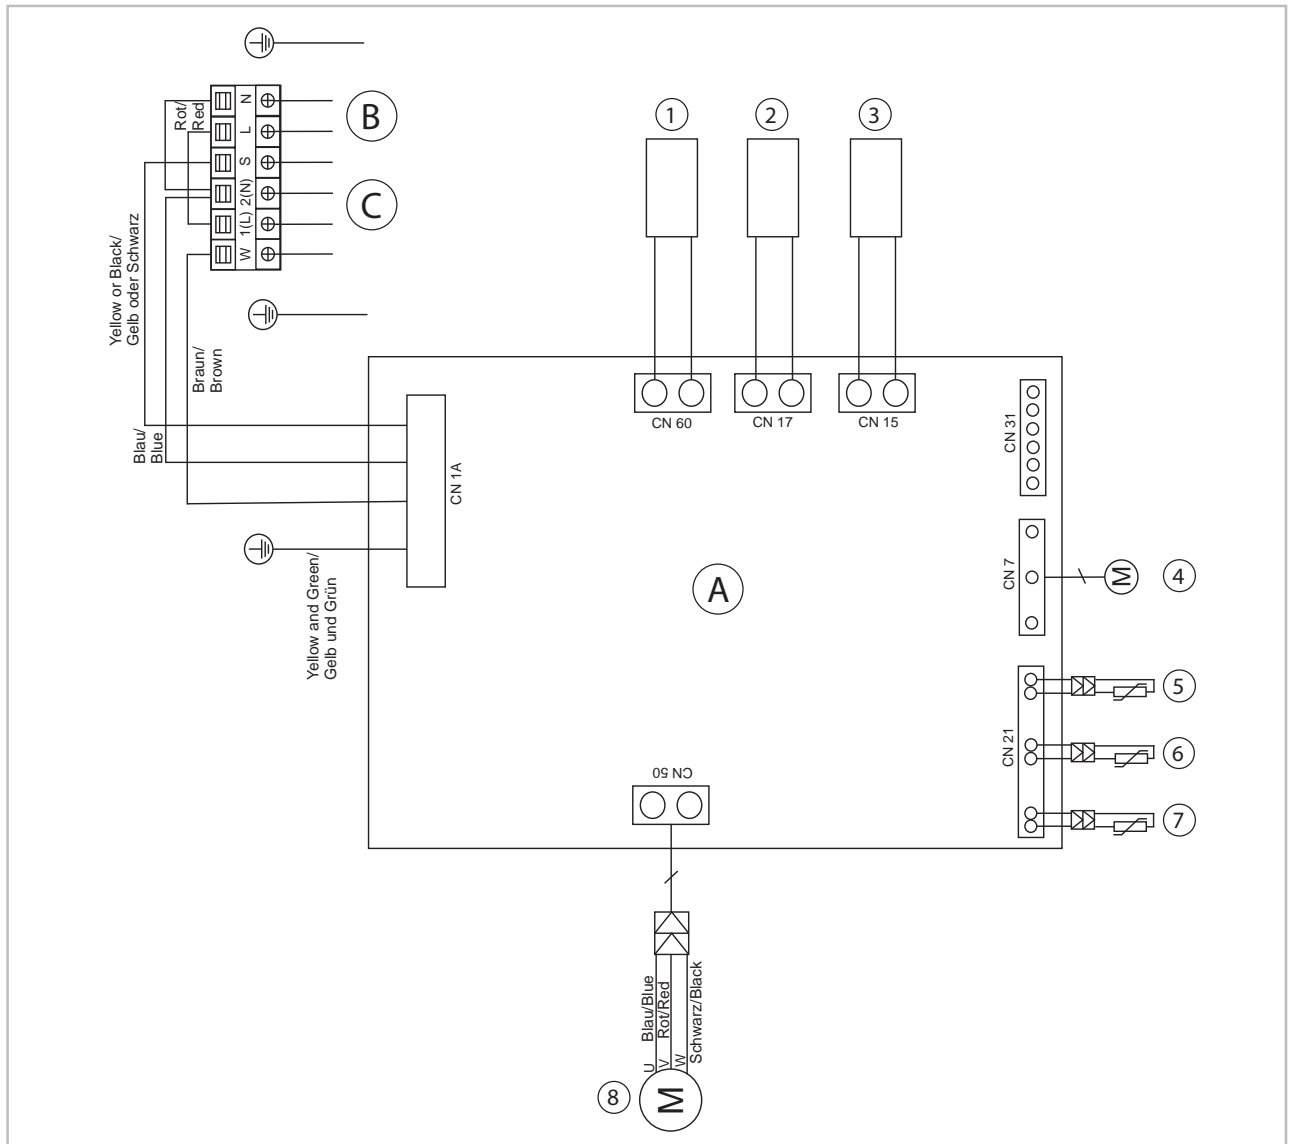 N
L
S
2(N)
1(L)
W
B
C
Rot/
Red
Yellow or Black/
Gelb oder Schwarz
Braun/
Brown
Blau/
Blue
Yellow and Green/
Gelb und Grün
1
2
3
CN 60
CN 17
CN 15
CN 31
CN 1A
A
CN 7
M
4
CN 21
5
6
7
CN 50
Blau/Blue
Rot/Red
Schwarz/Black
U
V
W
8
M